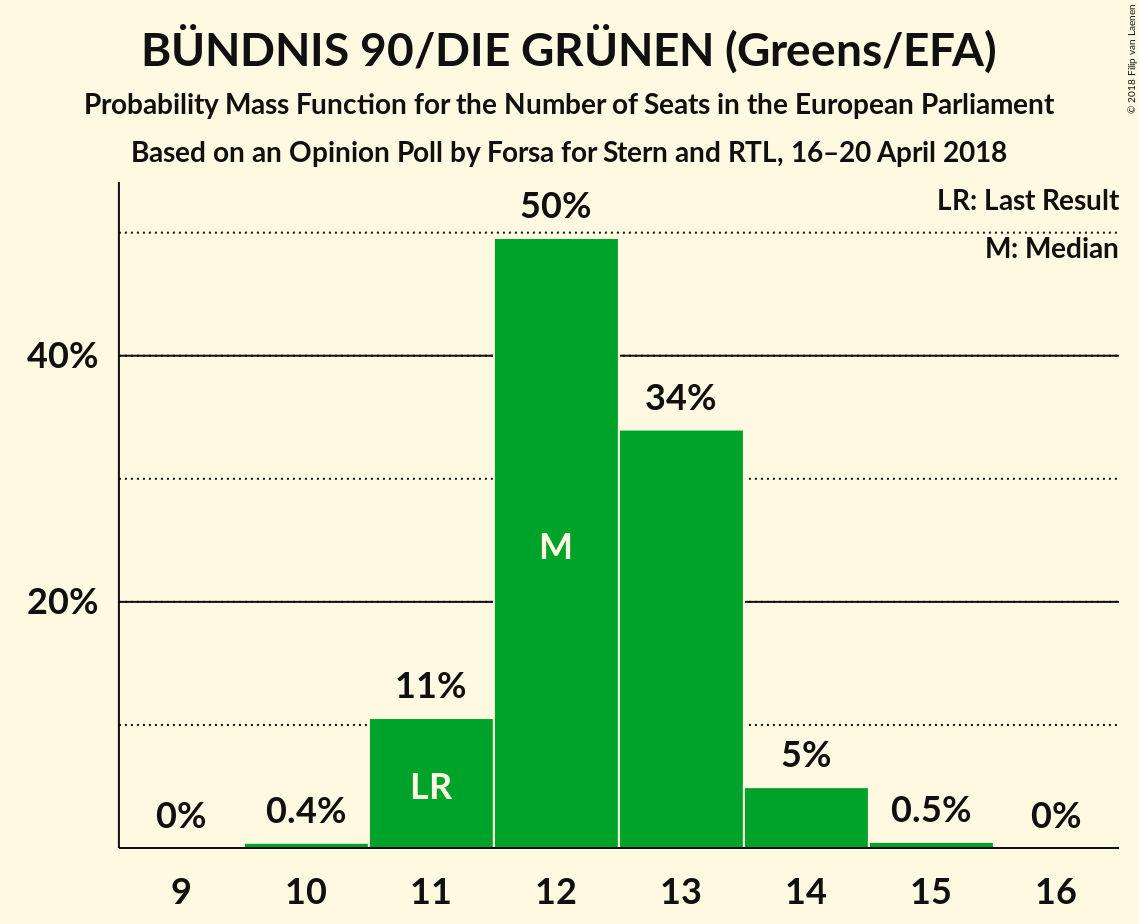 BÜNDNIS 90/DIE GRÜNEN (Greens/EFA)
Probability Mass Function for the Number of Seats in the European Parliament
Based on an Opinion Poll by Forsa for Stern and RTL, 16–20 April 2018
© 2018 Filip van Laenen
LR: Last Result
M: Median
50%
40%
34%
M
20%
11%
LR
5%
0%
0.4%
0.5%
0%
9
10
11
12
13
14
15
16